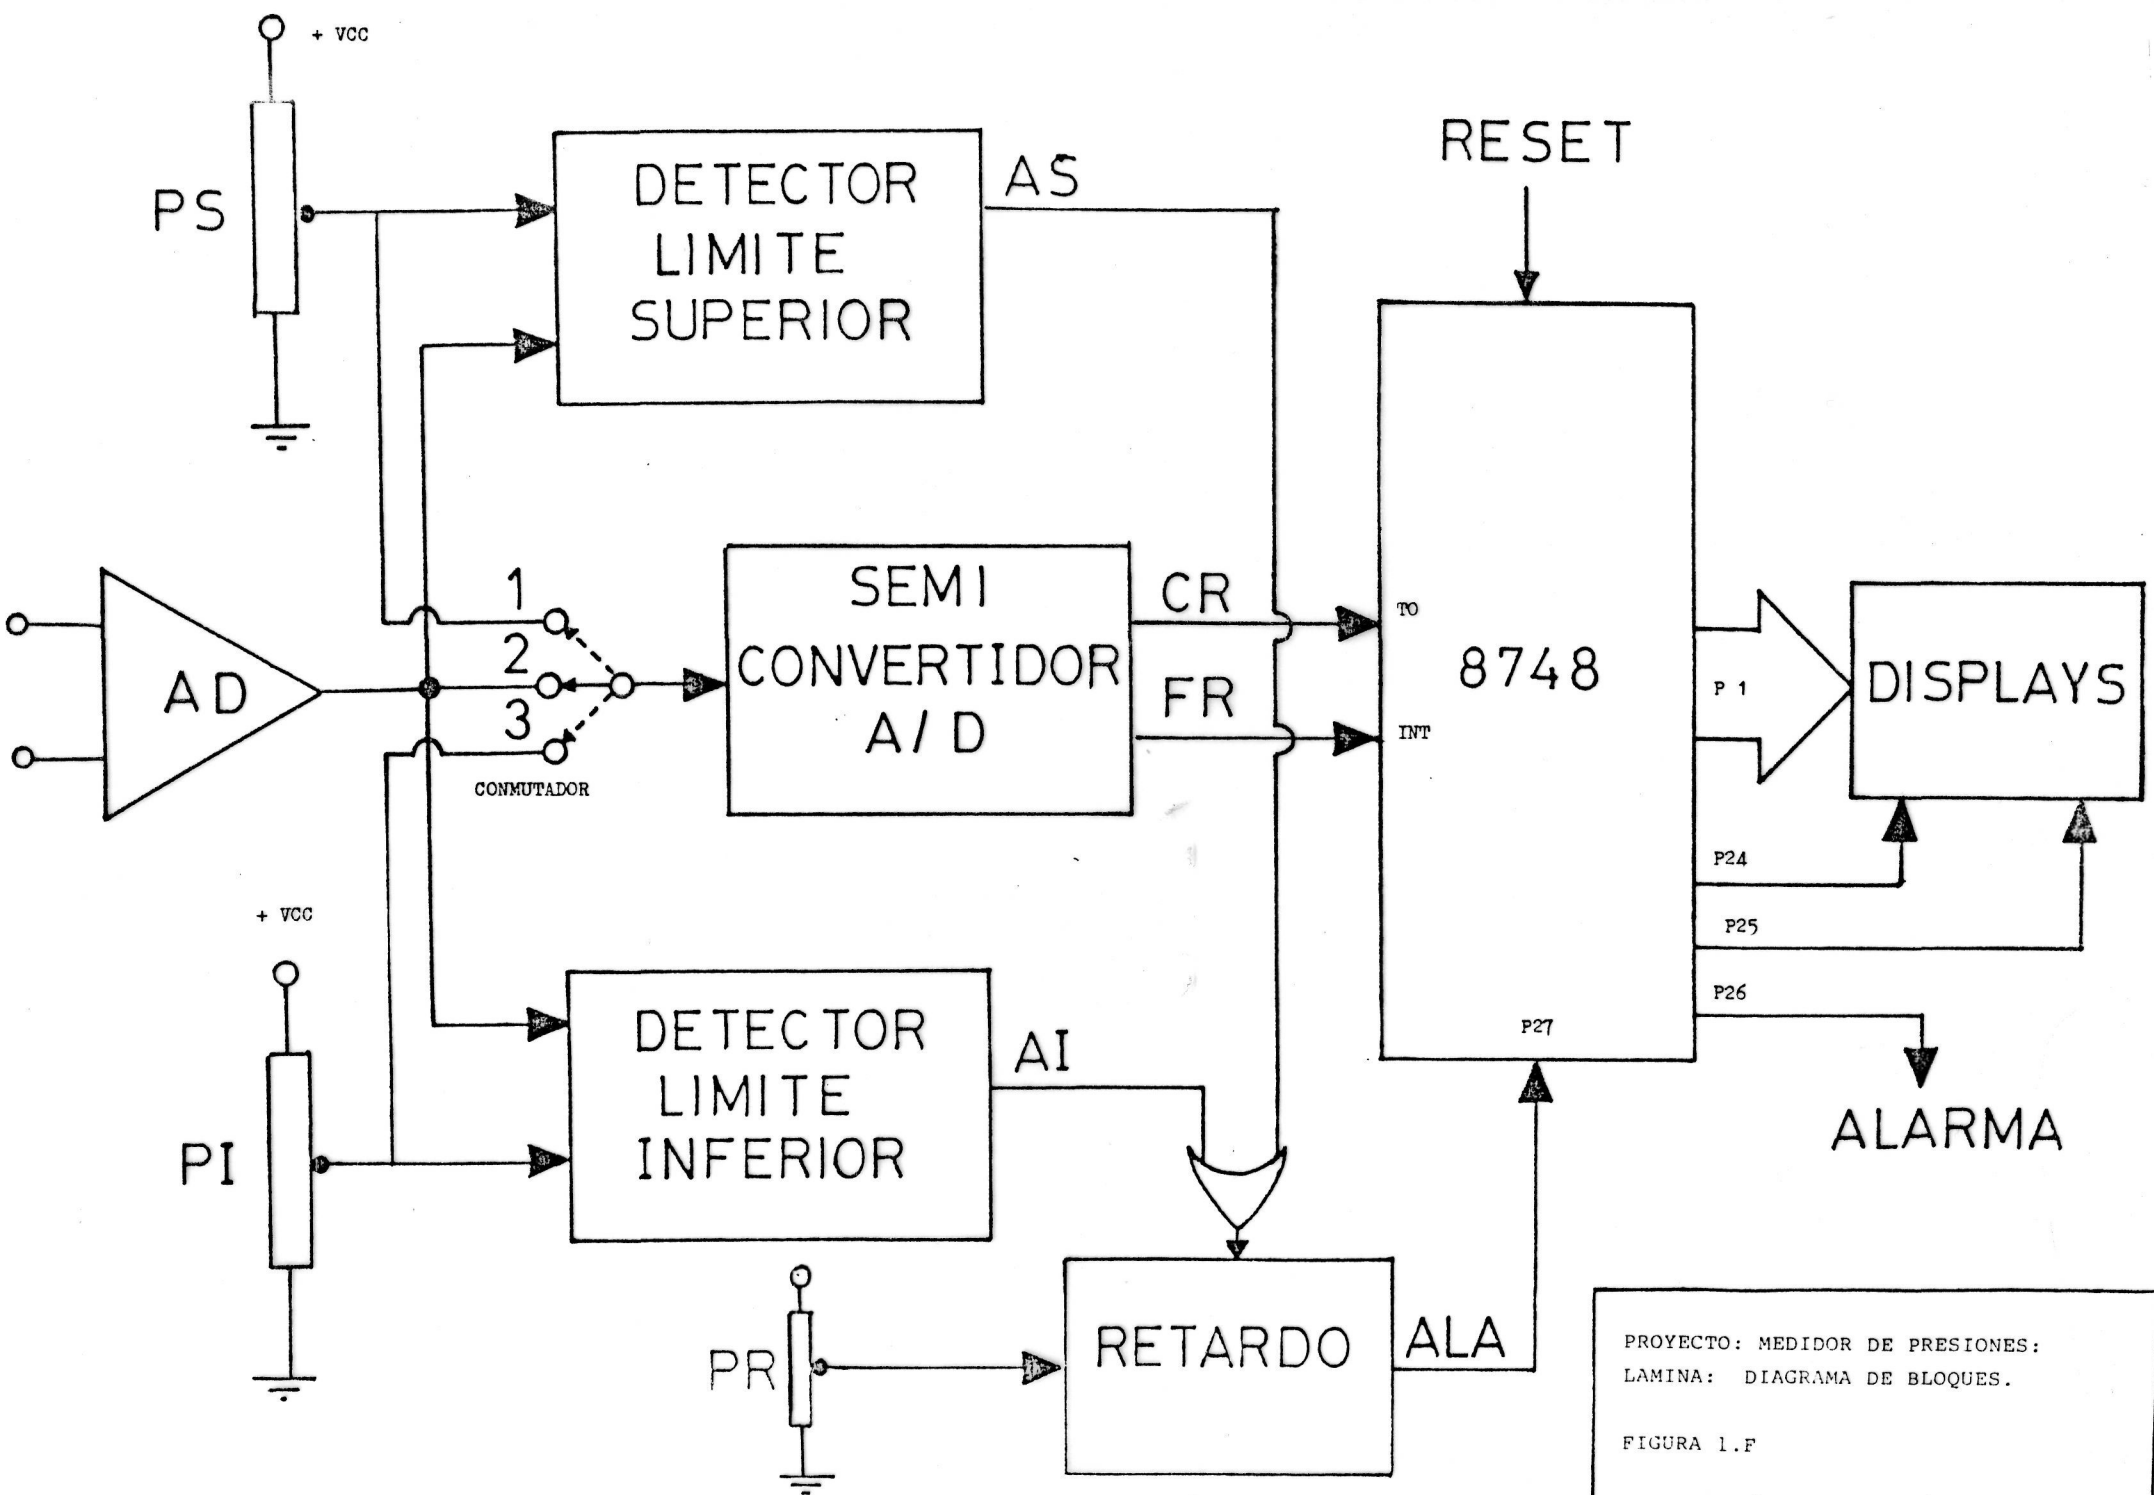 + VCC
PS
DETECTOR
LIMITE
SUPERIOR
AS
RESET
1
2
3
CONMUTADOR
AD
SEMI
CONVERTIDOR
A/D
CR
FR
TO
INT
8748
P 1
DISPLAYS
P24
P25
P26
P27
ALARMA
+ VCC
PI
DETECTOR
LIMITE
INFERIOR
AI
PR
RETARDO
ALA
PROYECTO: MEDIDOR DE PRESIONES:
LAMINA: DIAGRAMA DE BLOQUES.
FIGURA 1.F